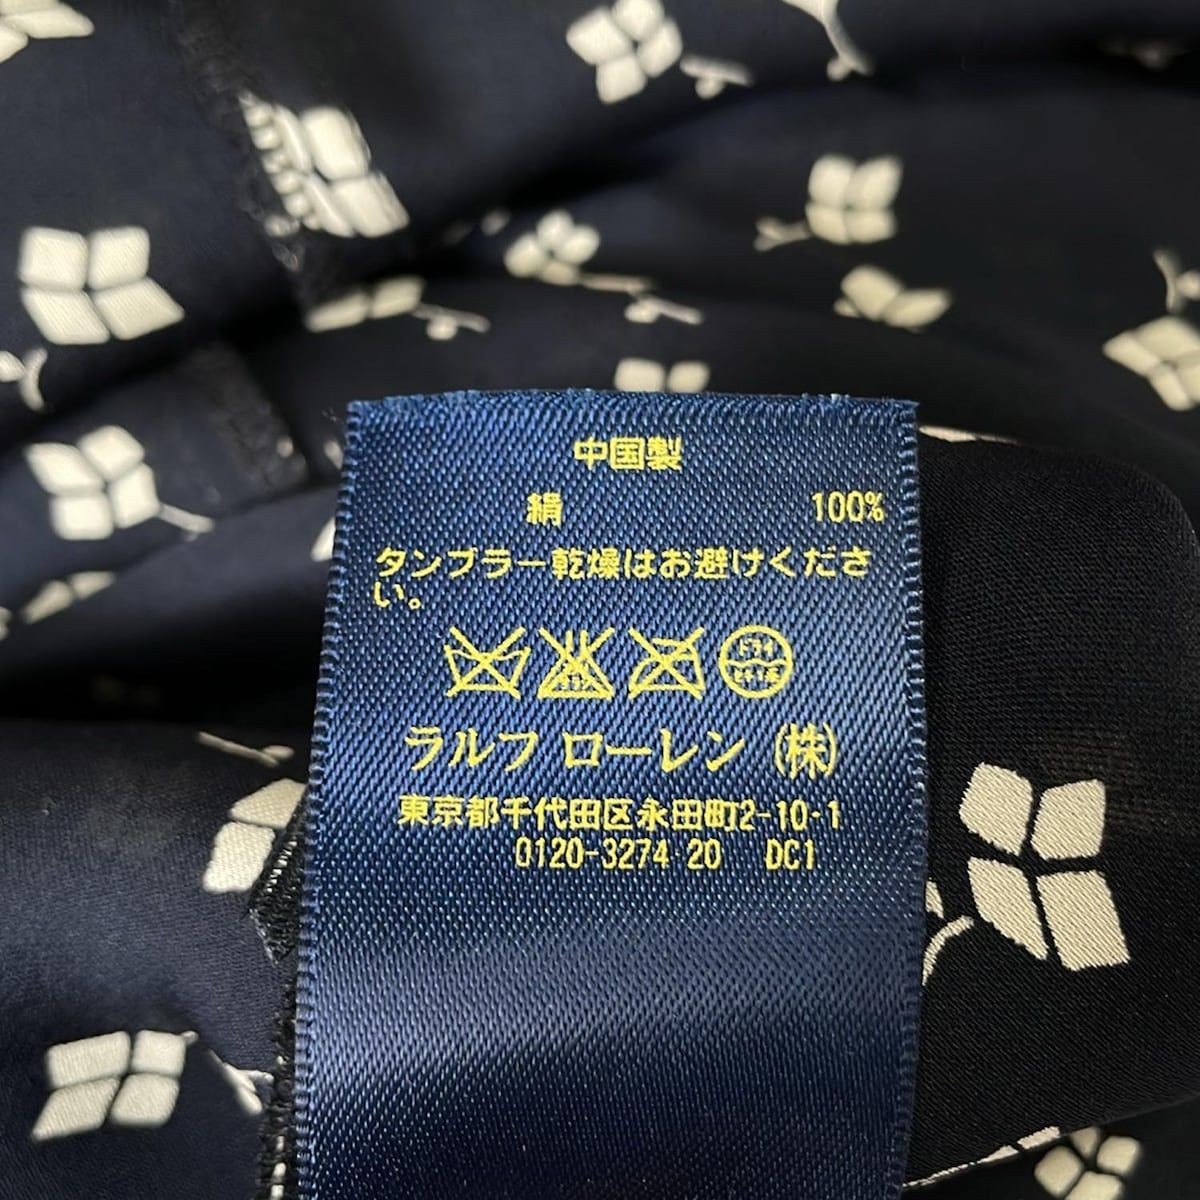 中国製
絹 100%
タンブラー乾燥はお避けくださ
い。
ラルフ ローレン (株)
東京都千代田区永田町2-10-1
0120-3274-20 DC1